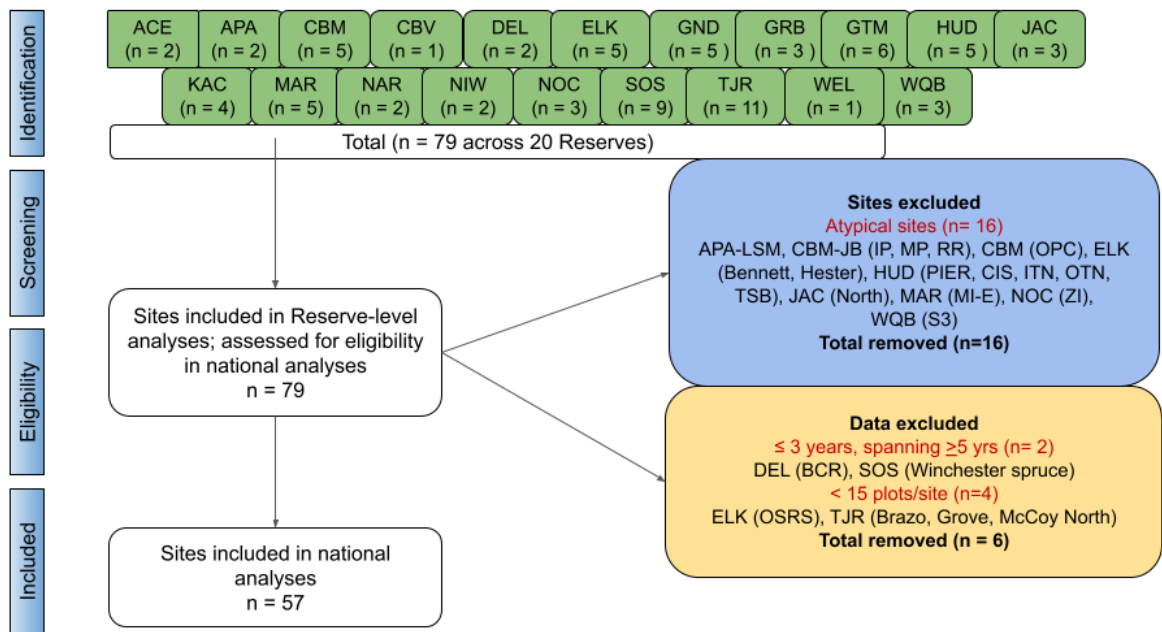 Identification
ACE
(n = 2)
APA
(n = 2)
CBM
(n = 5)
CBV
(n = 1)
DEL
(n = 2)
ELK
(n = 5)
GND
(n = 5 )
GRB
(n = 3 )
GTM
(n = 6)
HUD
(n = 5 )
JAC
(n = 3)
KAC
(n = 4)
MAR
(n = 5)
NAR
(n = 2)
NIW
(n = 2)
NOC
(n = 3)
SOS
(n = 9)
TJR
(n = 11)
WEL
(n = 1)
WQB
(n = 3)
Total (n = 79 across 20 Reserves)
Screening
Sites excluded
Atypical sites (n= 16)
APA-LSM, CBM-JB (IP, MP, RR), CBM (OPC), ELK
(Bennett, Hester), HUD (PIER, CIS, ITN, OTN,
TSB), JAC (North), MAR (MI-E), NOC (ZI),
WQB (S3)
Total removed (n=16)
Sites included in Reserve-level
analyses; assessed for eligibility
in national analyses
n = 79
Eligibility
Data excluded
≤ 3 years, spanning ≥5 yrs (n= 2)
DEL (BCR), SOS (Winchester spruce)
< 15 plots/site (n=4)
ELK (OSRS), TJR (Brazo, Grove, McCoy North)
Total removed (n = 6)
Included
Sites included in national
analyses
n = 57